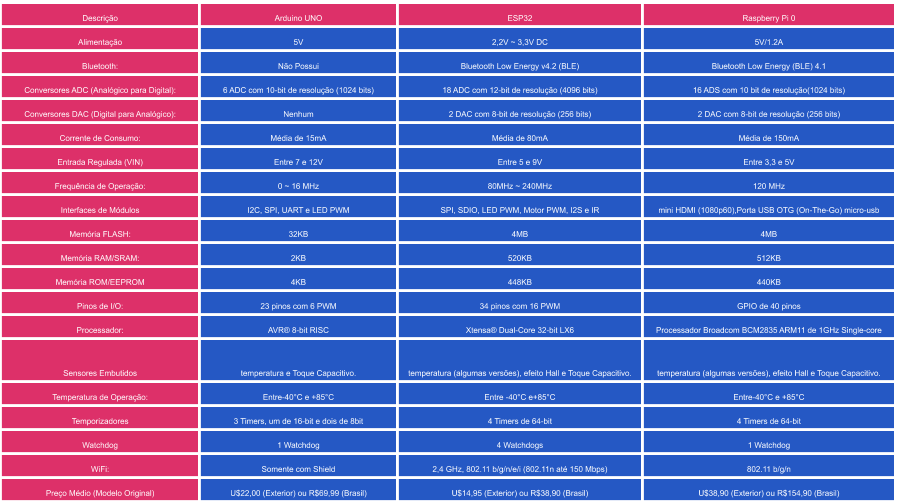 Descrição Arduino UNO ESP32 Raspberry Pi 0
Alimentação 5V 2,2V ~ 3,3V DC 5V/1.2A
Bluetooth: Não Possui Bluetooth Low Energy v4.2 (BLE) Bluetooth Low Energy (BLE) 4.1
Conversores ADC (Analógico para Digital): 6 ADC com 10-bit de resolução (1024 bits) 18 ADC com 12-bit de resolução (4096 bits) 16 ADS com 10 bit de resolução(1024 bits)
Conversores DAC (Digital para Analógico): Nenhum 2 DAC com 8-bit de resolução (256 bits) 2 DAC com 8-bit de resolução (256 bits)
Corrente de Consumo: Média de 15mA Média de 80mA Média de 150mA
Entrada Regulada (VIN) Entre 7 e 12V Entre 5 e 9V Entre 3,3 e 5V
Frequência de Operação: 0 ~ 16 MHz 80MHz ~ 240MHz 120 MHz
Interfaces de Módulos I2C, SPI, UART e LED PWM SPI, SDIO, LED PWM, Motor PWM, I2S e IR mini HDMI (1080p60),Porta USB OTG (On-The-Go) micro-usb
Memória FLASH: 32KB 4MB 4MB
Memória RAM/SRAM: 2KB 520KB 512KB
Memória ROM/EEPROM 4KB 448KB 440KB
Pinos de I/O: 23 pinos com 6 PWM 34 pinos com 16 PWM GPIO de 40 pinos
Processador: AVR® 8-bit RISC Xtensa® Dual-Core 32-bit LX6 Processador Broadcom BCM2835 ARM11 de 1GHz Single-core
Sensores Embutidos temperatura e Toque Capacitivo. temperatura (algumas versões), efeito Hall e Toque Capacitivo. temperatura (algumas versões), efeito Hall e Toque Capacitivo.
Temperatura de Operação: Entre-40°C e +85°C Entre -40°C e+85°C Entre-40°C e +85°C
Temporizadores 3 Timers, um de 16-bit e dois de 8bit 4 Timers de 64-bit 4 Timers de 64-bit
Watchdog 1 Watchdog 4 Watchdogs 1 Watchdog
WiFi: Somente com Shield 2,4 GHz, 802.11 b/g/n/e/i (802.11n até 150 Mbps) 802.11 b/g/n
Preço Médio (Modelo Original) U$22,00 (Exterior) ou R$69,99 (Brasil) U$14,95 (Exterior) ou R$38,90 (Brasil) U$38,90 (Exterior) ou R$154,90 (Brasil)